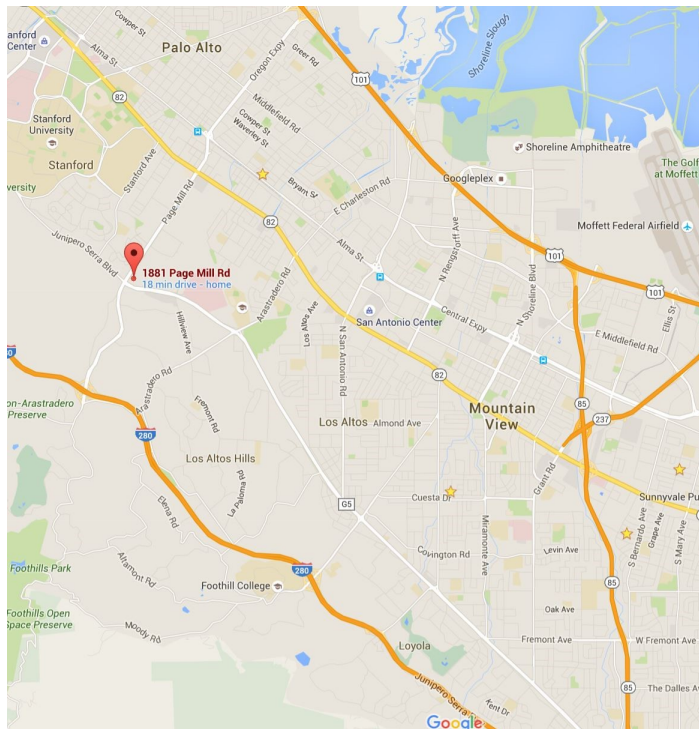 Cowper St
anford
Center
Alma St
Palo Alto
Oregon Expy
Greer Rd
101
Shoreline Slough
82
Middlefield Rd
Cowper St
Waverley St
Stanford
University
Stanford
Stanford Ave
versity
Page Mill Rd
Bryant St
E Charleston Rd
Shoreline Amphitheatre
Googleplex
The Golf
at Moffett
Moffett Federal Airfield
82
Junipero Serra Blvd
Alma St
N Rengstorff Ave
101
1881 Page Mill Rd
18 min drive - home
Arastradero Rd
N Shoreline Blvd
101
Ellis St
Hillview Ave
Los Altos Ave
San Antonio Center
Central Expy
E Middlefield Rd
N San Antonio Rd
280
Arastradero Rd
82
85
on-Arastradero
Preserve
Fremont Rd
Mountain
View
237
Los Altos
Almond Ave
280
Los Altos Hills
La Paloma Rd
Grant Rd
Elena Rd
G5
Cuesta Dr
Sunnyvale Pu
Miramonte Ave
S Bernardo Ave
Grape Ave
S Mary Ave
Covington Rd
Levin Ave
Altamont Rd
280
Foothills Park
Foothill College
85
Foothills Open
Space Preserve
Oak Ave
Moody Rd
Loyola
Fremont Ave
W Fremont Ave
Junipero Serra
85
The Dalles A
Kent Dr
Google